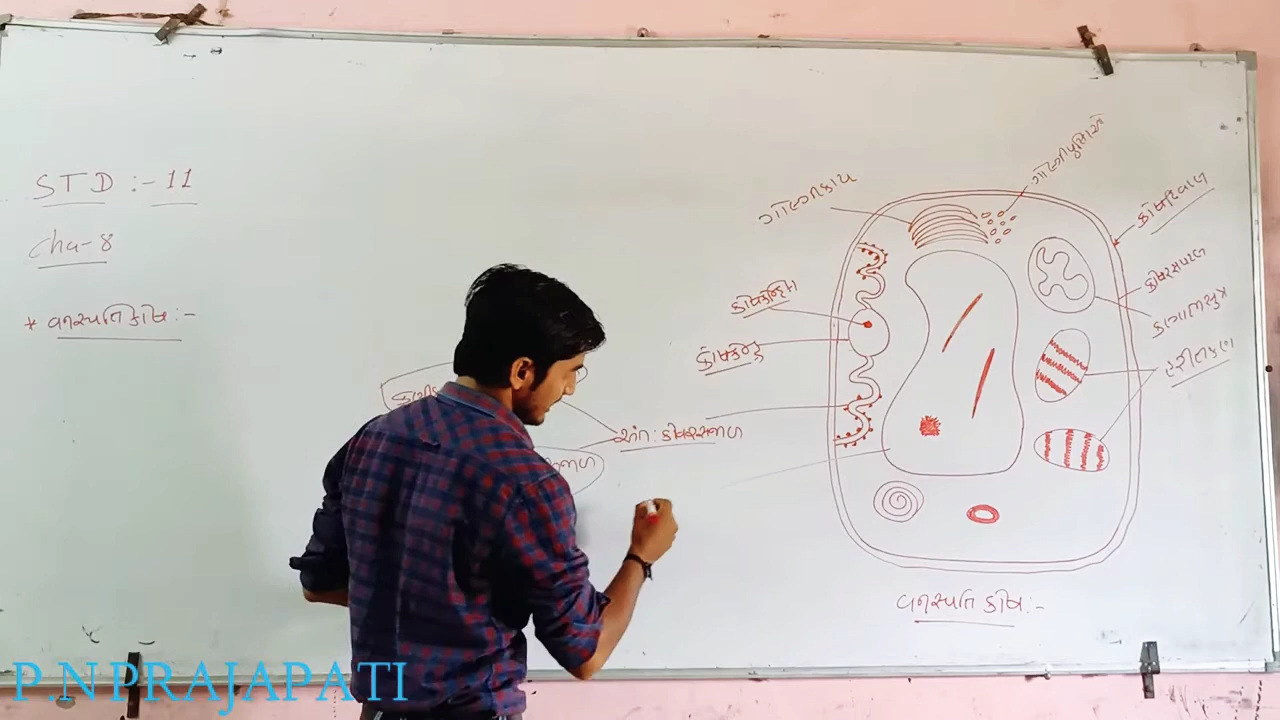 STD :- 11
Cha-8
* વનસ્પતિ કોષ :-
ગોલ્ગીકાય
ગોલ્ગીપુટિકાઓ
કોષદિવાલ
કોષરસપટલ
કણાભસૂત્ર
હરિતકણ
કોષકેન્દ્રિકા
કોષકેન્દ્ર
અંત: કોષરસજાળ
વનસ્પતિ કોષ :-
P.N PRAJAPATI